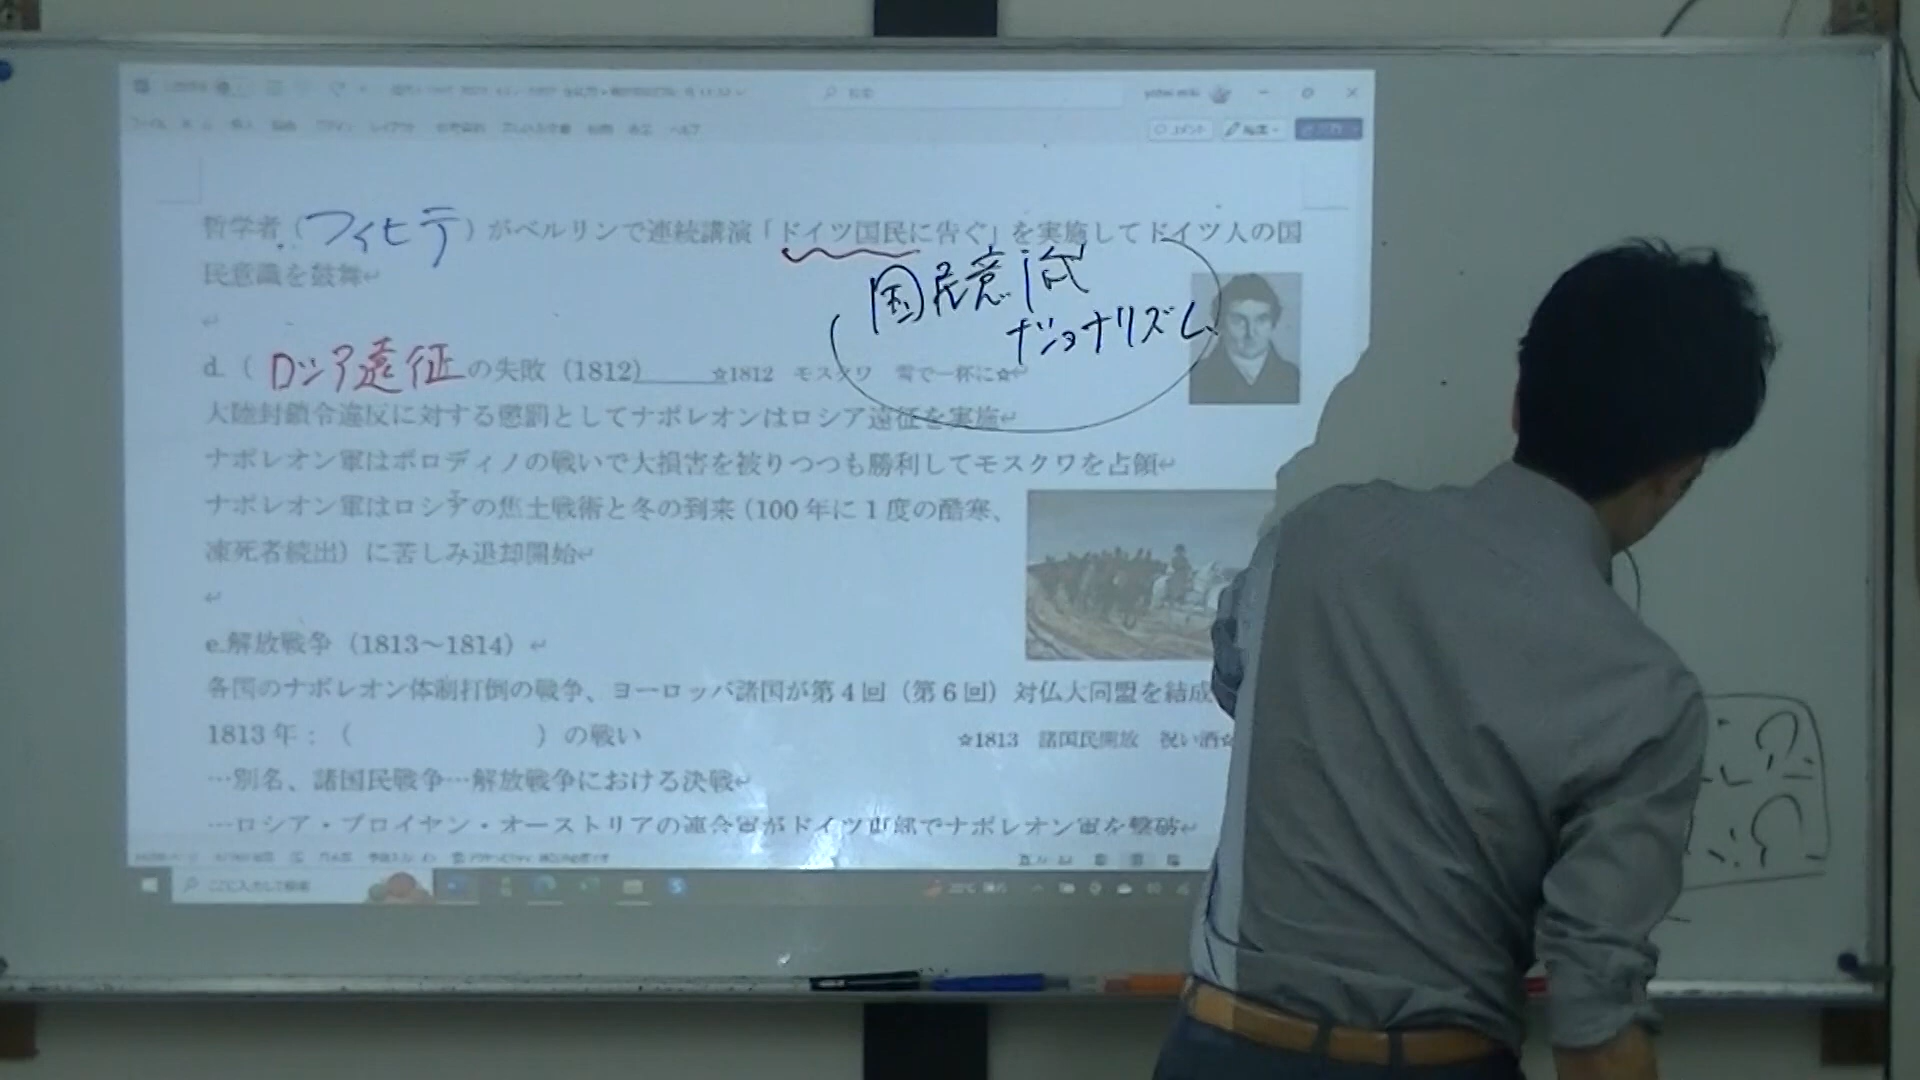 哲学者（フィヒテ）がベルリンで連続講演「ドイツ国民に告ぐ」を実施してドイツ人の国
民意識を鼓舞
国民意識
ナショナリズム
d.（ロシア遠征の失敗（1812） ☆1812 モスクワ 雪で一杯に☆
大陸封鎖令違反に対する懲罰としてナポレオンはロシア遠征を実施
ナポレオン軍はボロディノの戦いで大損害を被りつつも勝利してモスクワを占領
ナポレオン軍はロシアの焦土戦術と冬の到来（100年に1度の酷寒、
凍死者続出）に苦しみ退却開始
e.解放戦争（1813～1814）
各国のナポレオン体制打倒の戦争、ヨーロッパ諸国が第4回（第6回）対仏大同盟を結成
1813年：（　　　　　　　）の戦い ☆1813 諸国民開放 祝い酒☆
…別名、諸国民戦争…解放戦争における決戦
…ロシア・プロイセン・オーストリアの連合軍がドイツ東部でナポレオン軍を撃破
ここに入力して検索